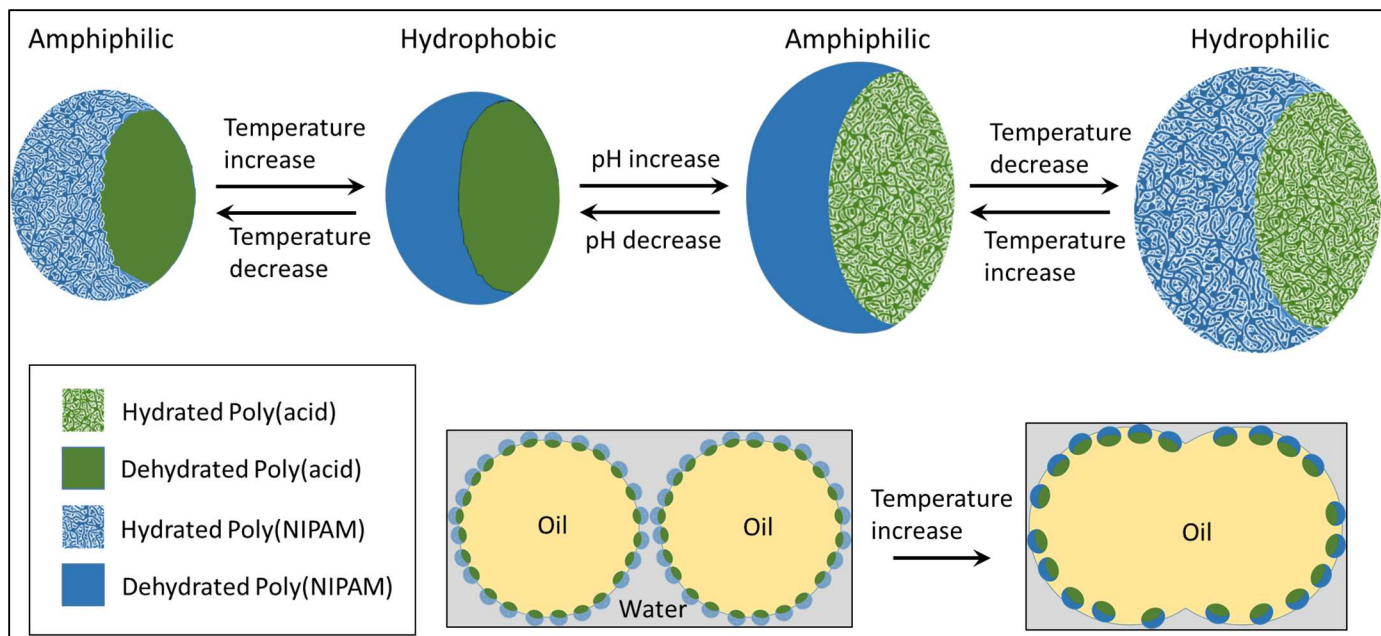 Amphiphilic
Hydrophobic
Amphiphilic
Hydrophilic
Temperature
increase
Temperature
decrease
pH increase
pH decrease
Temperature
decrease
Temperature
increase
Hydrated Poly(acid)
Dehydrated Poly(acid)
Hydrated Poly(NIPAM)
Dehydrated Poly(NIPAM)
Oil
Oil
Water
Temperature
increase
Oil